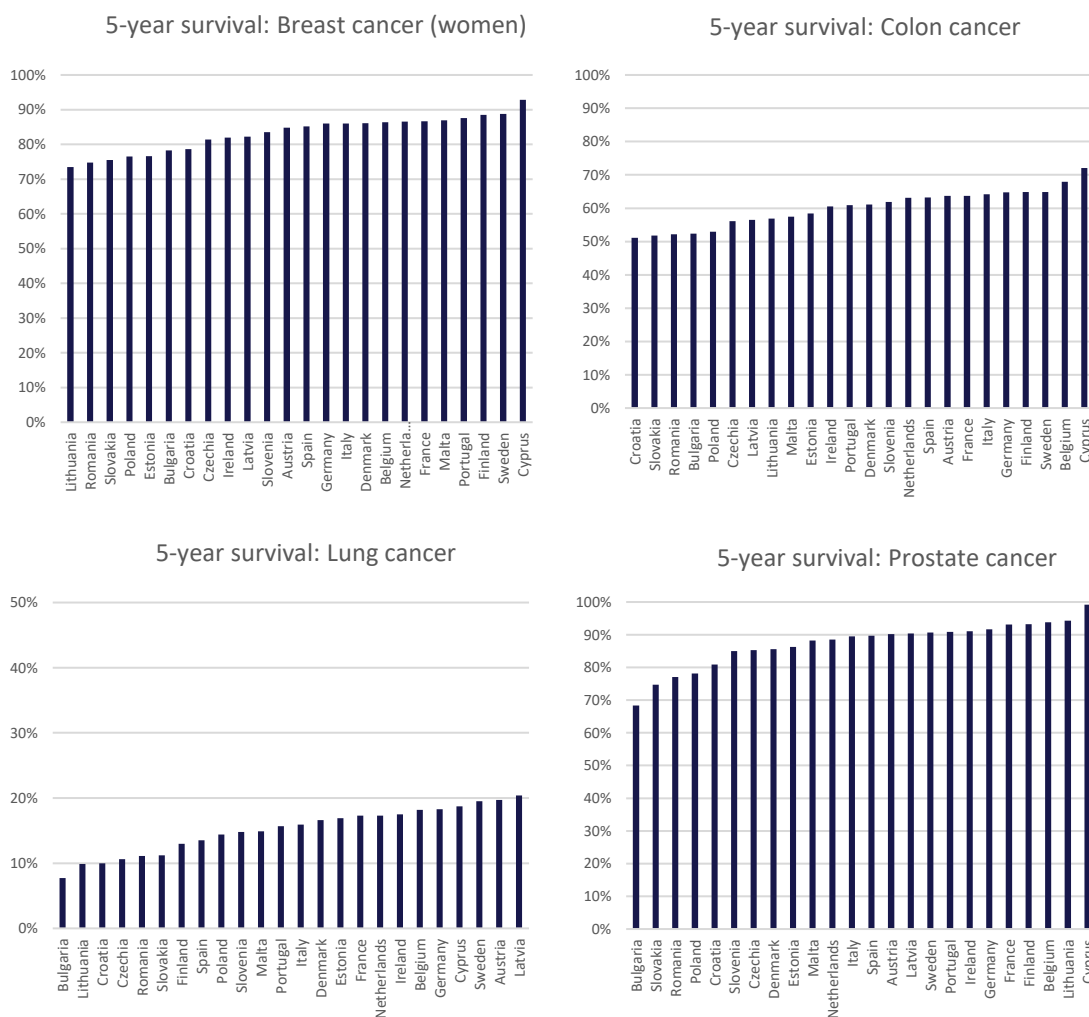 5-year survival: Breast cancer (women)
100%
90%
80%
70%
60%
50%
40%
30%
20%
10%
0%
Lithuania
Romania
Slovakia
Poland
Estonia
Bulgaria
Croatia
Czechia
Ireland
Latvia
Slovenia
Austria
Spain
Germany
Italy
Denmark
Belgium
Netherla...
France
Malta
Portugal
Finland
Sweden
Cyprus
5-year survival: Colon cancer
100%
90%
80%
70%
60%
50%
40%
30%
20%
10%
0%
Croatia
Slovakia
Romania
Bulgaria
Poland
Czechia
Latvia
Lithuania
Malta
Estonia
Ireland
Portugal
Denmark
Slovenia
Netherlands
Spain
Austria
France
Italy
Germany
Finland
Sweden
Belgium
Cyprus
5-year survival: Lung cancer
50%
40%
30%
20%
10%
0%
Bulgaria
Lithuania
Croatia
Czechia
Romania
Slovakia
Finland
Spain
Poland
Slovenia
Malta
Portugal
Italy
Denmark
Estonia
France
Netherlands
Ireland
Belgium
Germany
Cyprus
Sweden
Austria
Latvia
5-year survival: Prostate cancer
100%
90%
80%
70%
60%
50%
40%
30%
20%
10%
0%
Bulgaria
Slovakia
Romania
Poland
Croatia
Slovenia
Czechia
Denmark
Estonia
Malta
Netherlands
Italy
Spain
Austria
Latvia
Sweden
Portugal
Ireland
Germany
France
Finland
Belgium
Lithuania
Cyprus